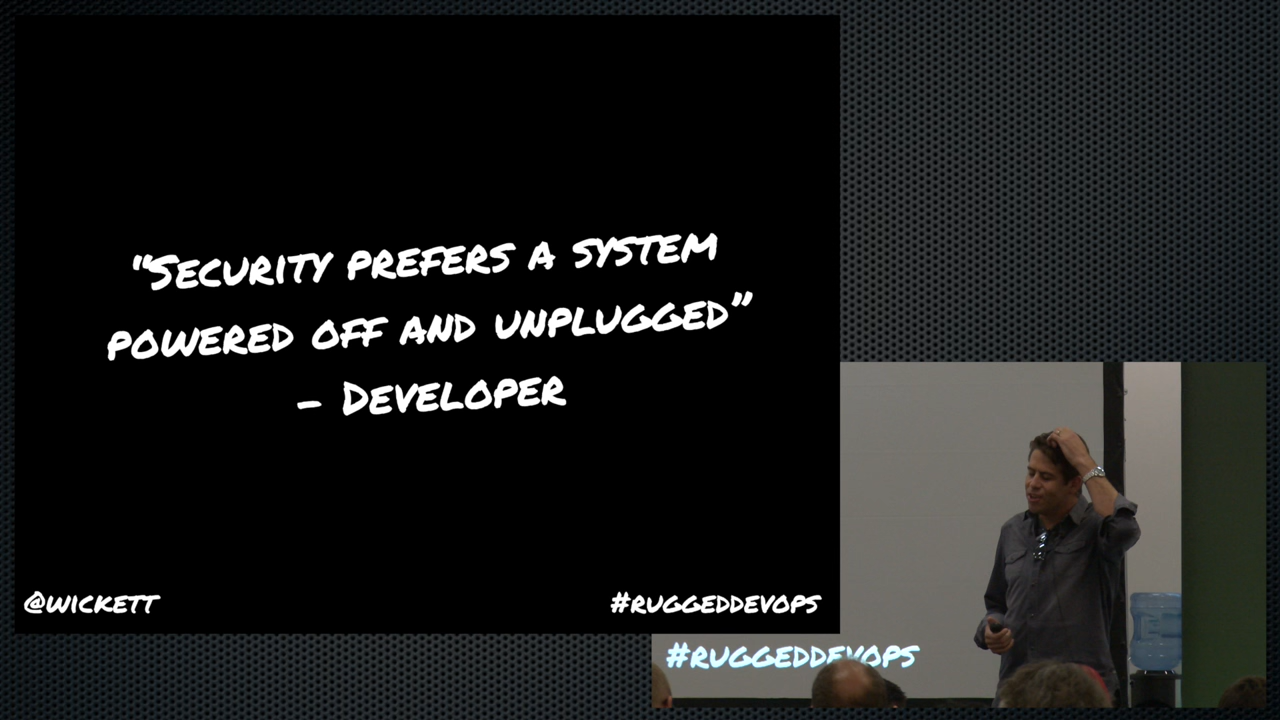 “Security prefers a system
powered off and unplugged”
- Developer
@wickett
#ruggeddevops
#ruggeddevops